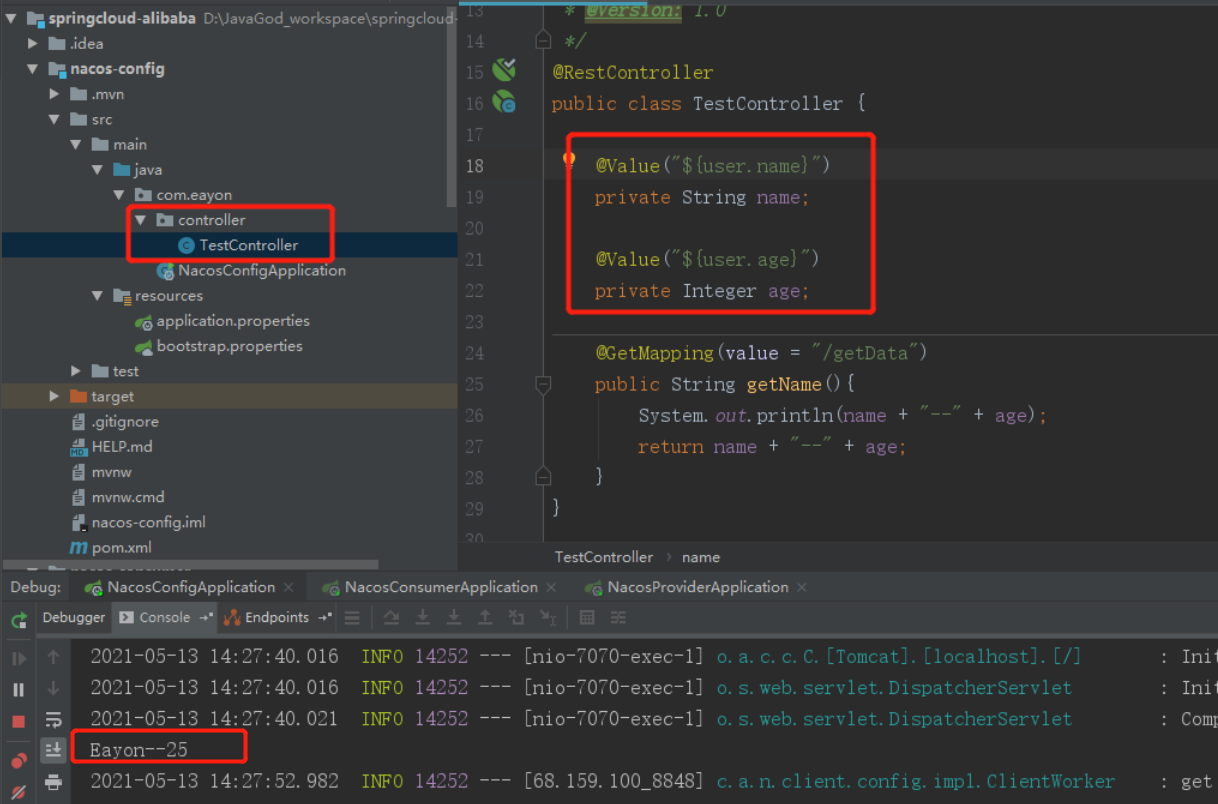 springcloud-alibaba D:\JavaGod_workspace\springcloud-
.idea
nacos-config
.mvn
src
main
java
com.eayon
controller
TestController
NacosConfigApplication
resources
application.properties
bootstrap.properties
test
target
.gitignore
HELP.md
mvnw
mvnw.cmd
nacos-config.iml
pom.xml
13 * @Version: 1.0
14 */
15 @RestController
16 public class TestController {
17
18 @Value("${user.name}")
19 private String name;
20
21 @Value("${user.age}")
22 private Integer age;
23
24 @GetMapping(value = "/getData")
25 public String getName(){
26 System.out.println(name + "--" + age);
27 return name + "--" + age;
28 }
29 }
30
TestController > name
Debug: NacosConfigApplication × NacosConsumerApplication × NacosProviderApplication ×
Debugger Console Endpoints
2021-05-13 14:27:40.016 INFO 14252 --- [nio-7070-exec-1] o.a.c.c.C.[Tomcat].[localhost].[/] : Init
2021-05-13 14:27:40.016 INFO 14252 --- [nio-7070-exec-1] o.s.web.servlet.DispatcherServlet : Init
2021-05-13 14:27:40.021 INFO 14252 --- [nio-7070-exec-1] o.s.web.servlet.DispatcherServlet : Comp
Eayon--25
2021-05-13 14:27:52.982 INFO 14252 --- [68.159.100_8848] c.a.n.client.config.impl.ClientWorker : get